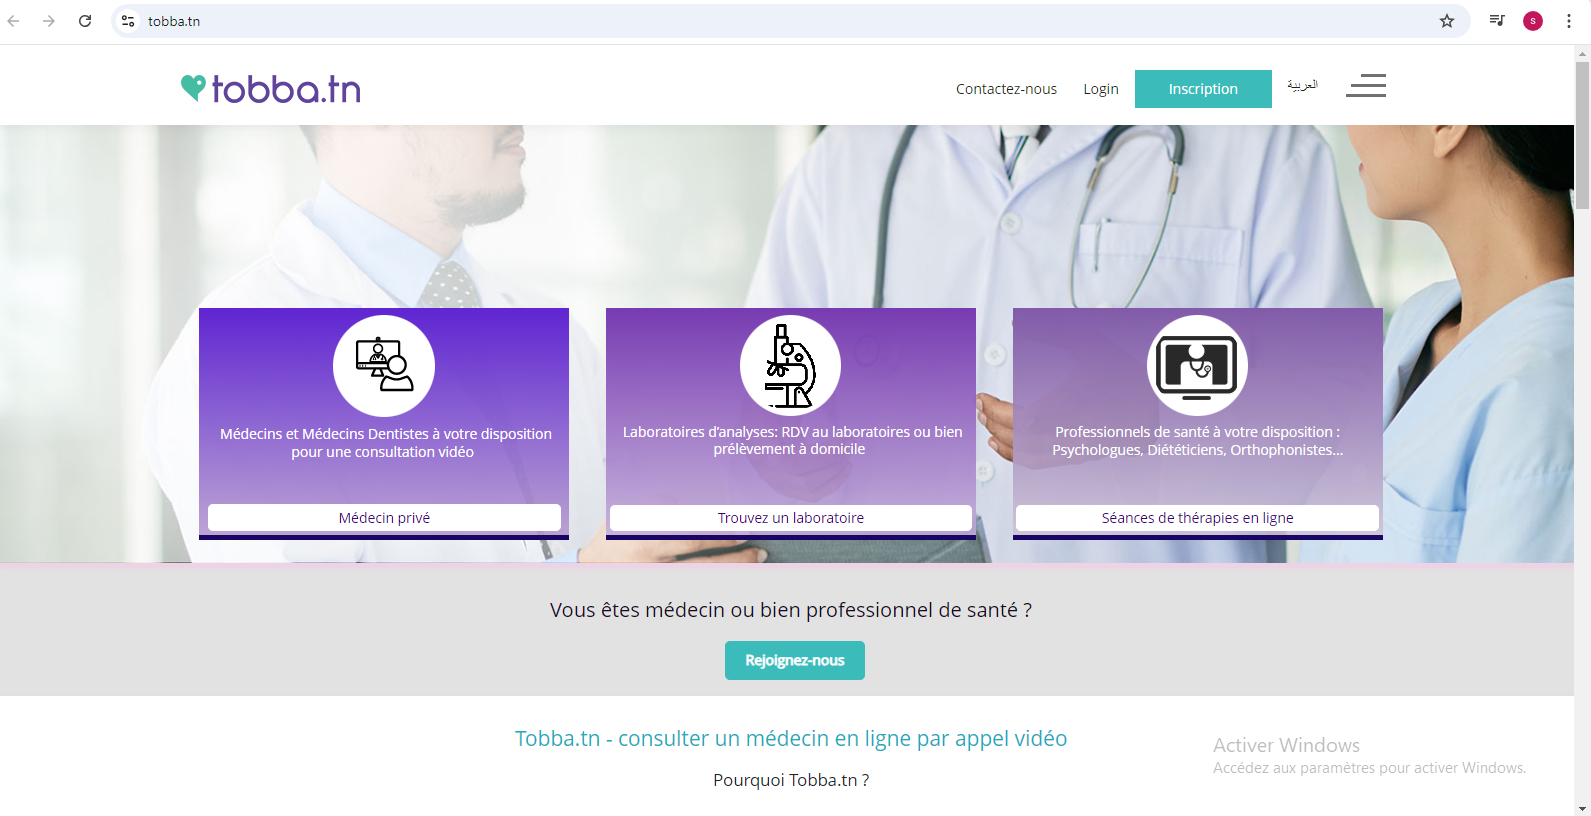 tobba.tn
tobba.tn
Contactez-nous
Login
Inscription
العربية
s
Médecins et Médecins Dentistes à votre disposition
pour une consultation vidéo
Médecin privé
Laboratoires d’analyses: RDV au laboratoires ou bien
prélèvement à domicile
Trouvez un laboratoire
Professionnels de santé à votre disposition :
Psychologues, Diététiciens, Orthophonistes...
Séances de thérapies en ligne
Vous êtes médecin ou bien professionnel de santé ?
Rejoignez-nous
Tobba.tn - consulter un médecin en ligne par appel vidéo
Pourquoi Tobba.tn ?
Activer Windows
Accédez aux paramètres pour activer Windows.